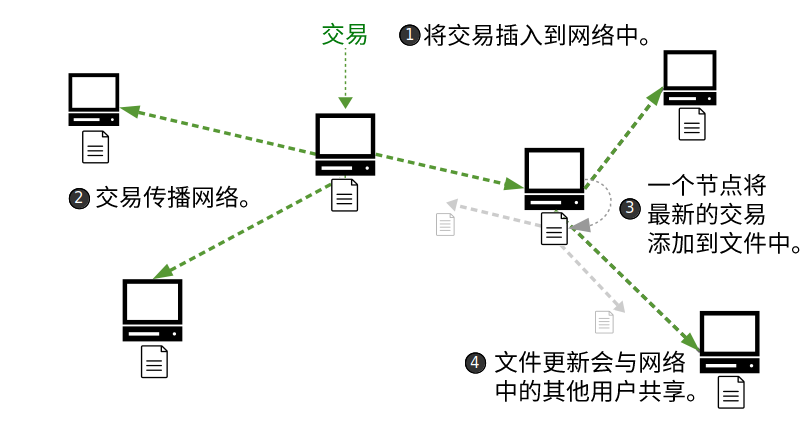 交易
1 将交易插入到网络中。
2 交易传播网络。
3 一个节点将
最新的交易
添加到文件中。
4 文件更新会与网络
中的其他用户共享。